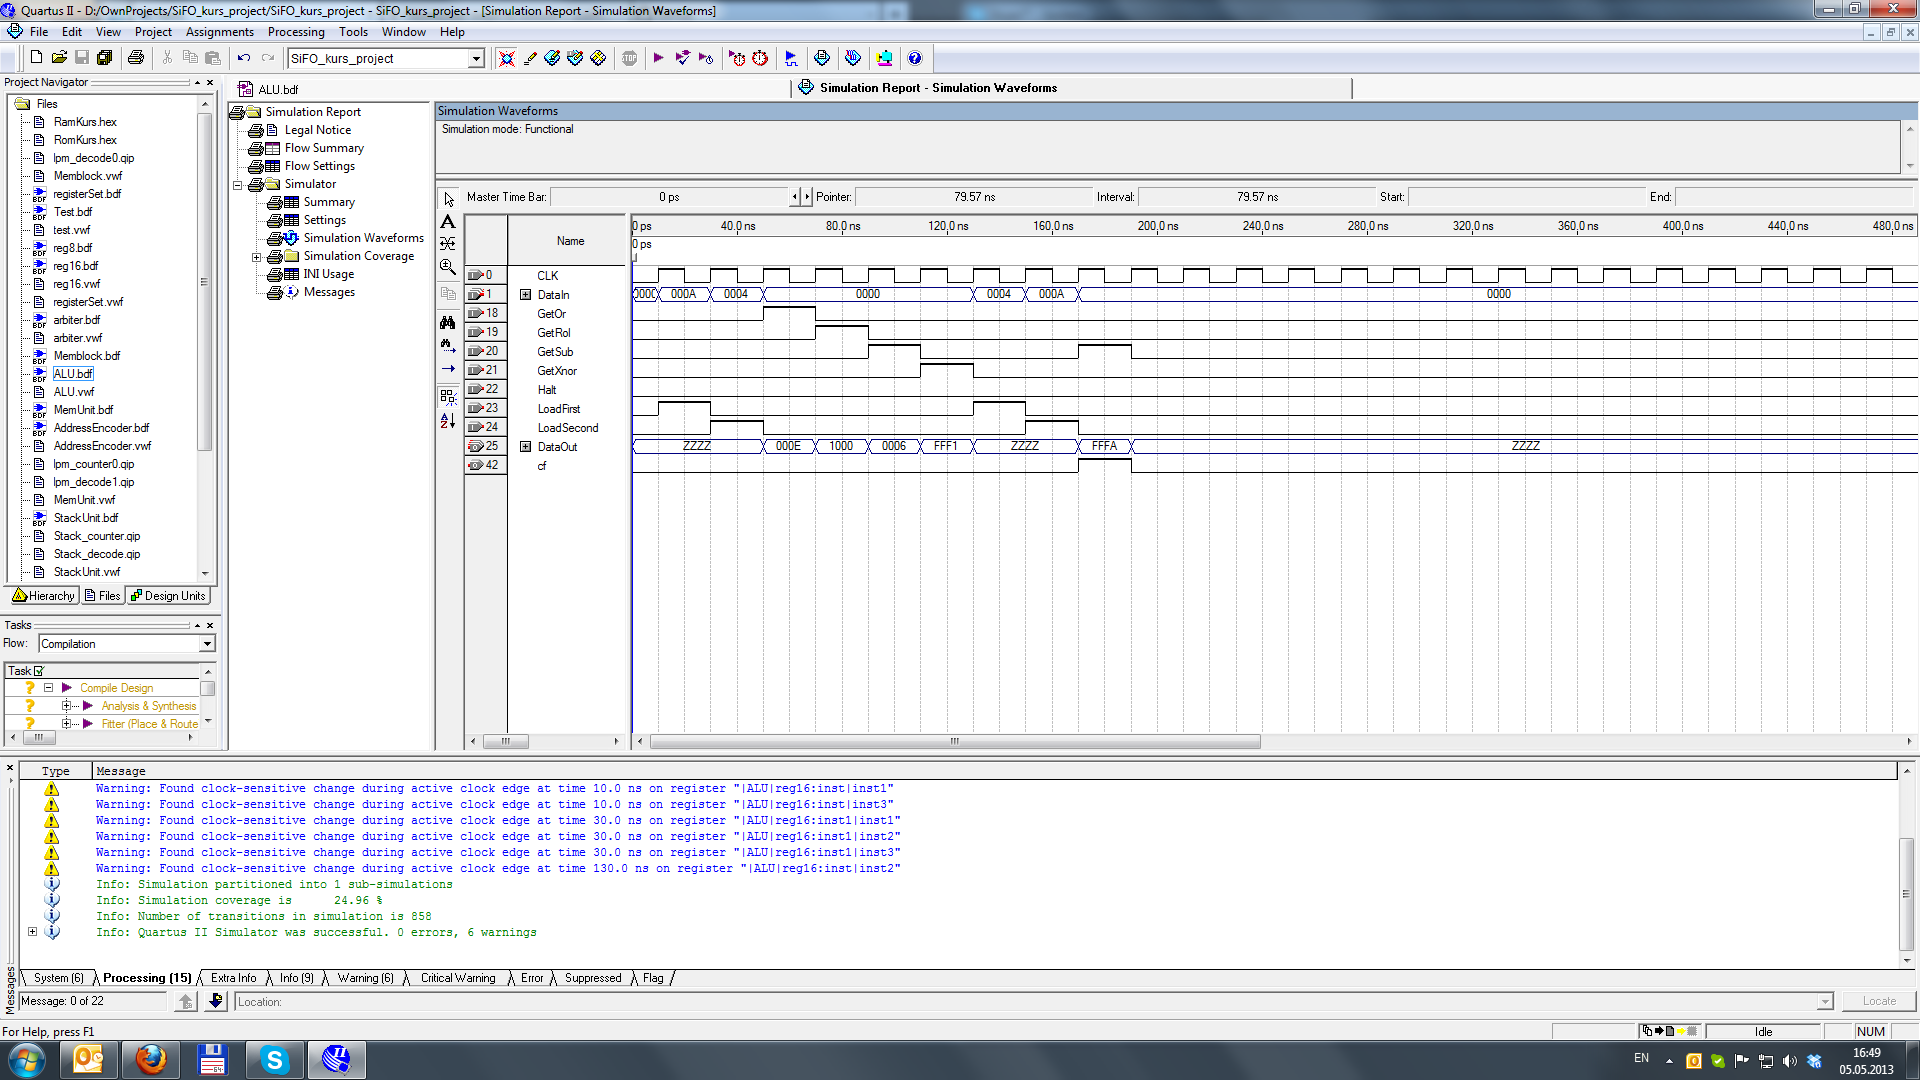 Quartus II - D:/OwnProjects/SiFO_kurs_project/SiFO_kurs_project - SiFO_kurs_project - [Simulation Report - Simulation Waveforms]
File Edit View Project Assignments Processing Tools Window Help
SiFO_kurs_project
Project Navigator
Files
RamKurs.hex
RomKurs.hex
lpm_decode0.qip
Memblock.vwf
registerSet.bdf
Test.bdf
test.vwf
reg8.bdf
reg16.bdf
reg16.vwf
registerSet.vwf
arbiter.bdf
arbiter.vwf
Memblock.bdf
ALU.bdf
ALU.vwf
MemUnit.bdf
AddressEncoder.bdf
AddressEncoder.vwf
lpm_counter0.qip
lpm_decode1.qip
MemUnit.vwf
StackUnit.bdf
Stack_counter.qip
Stack_decode.qip
StackUnit.vwf
Hierarchy Files Design Units
Tasks
Flow: Compilation
Task
Compile Design
Analysis & Synthesis
Fitter (Place & Route
ALU.bdf
Simulation Report - Simulation Waveforms
Simulation Report
Legal Notice
Flow Summary
Flow Settings
Simulator
Summary
Settings
Simulation Waveforms
Simulation Coverage
INI Usage
Messages
Simulation Waveforms
Simulation mode: Functional
Master Time Bar: 0 ps Pointer: 79.57 ns Interval: 79.57 ns Start: End:
Name
0 ps 40.0 ns 80.0 ns 120.0 ns 160.0 ns 200.0 ns 240.0 ns 280.0 ns 320.0 ns 360.0 ns 400.0 ns 440.0 ns 480.0 ns
0 ps
0 CLK
1 DataIn 000A 0004 0000 0004 000A 0000
18 GetOr
19 GetRol
20 GetSub
21 GetXnor
22 Halt
23 LoadFirst
24 LoadSecond
25 DataOut ZZZZ 000E 1000 0006 FFF1 ZZZZ FFFA ZZZZ
42 cf
Type Message
Warning: Found clock-sensitive change during active clock edge at time 10.0 ns on register "|ALU|reg16:inst|inst1"
Warning: Found clock-sensitive change during active clock edge at time 10.0 ns on register "|ALU|reg16:inst|inst3"
Warning: Found clock-sensitive change during active clock edge at time 30.0 ns on register "|ALU|reg16:inst1|inst1"
Warning: Found clock-sensitive change during active clock edge at time 30.0 ns on register "|ALU|reg16:inst1|inst2"
Warning: Found clock-sensitive change during active clock edge at time 30.0 ns on register "|ALU|reg16:inst1|inst3"
Warning: Found clock-sensitive change during active clock edge at time 130.0 ns on register "|ALU|reg16:inst|inst2"
Info: Simulation partitioned into 1 sub-simulations
Info: Simulation coverage is 24.96 %
Info: Number of transitions in simulation is 858
Info: Quartus II Simulator was successful. 0 errors, 6 warnings
Messages
System (6) Processing (15) Extra Info Info (9) Warning (6) Critical Warning Error Suppressed Flag
Message: 0 of 22
Location:
Locate
For Help, press F1
Idle
NUM
EN
16:49
05.05.2013